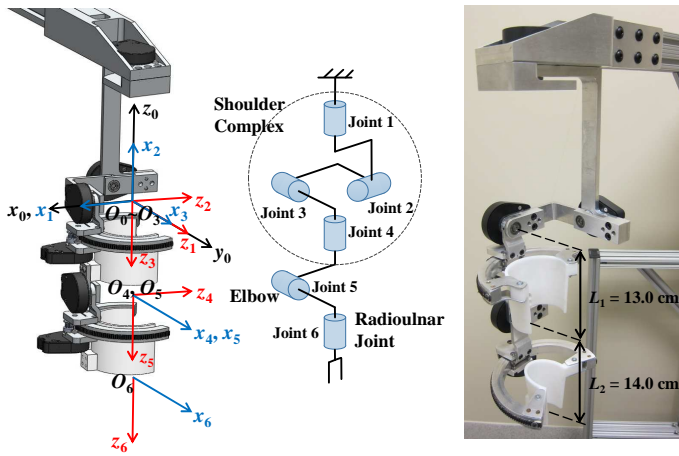 z0
x2
x0, x1
z2
O0~O3
x3
z1
y0
z3
O4, O5
z4
x4, x5
z5
O6
x6
z6
Shoulder
Complex
Joint 1
Joint 3
Joint 2
Joint 4
Elbow
Joint 5
Joint 6
Radioulnar
Joint
L1 = 13.0 cm
L2 = 14.0 cm